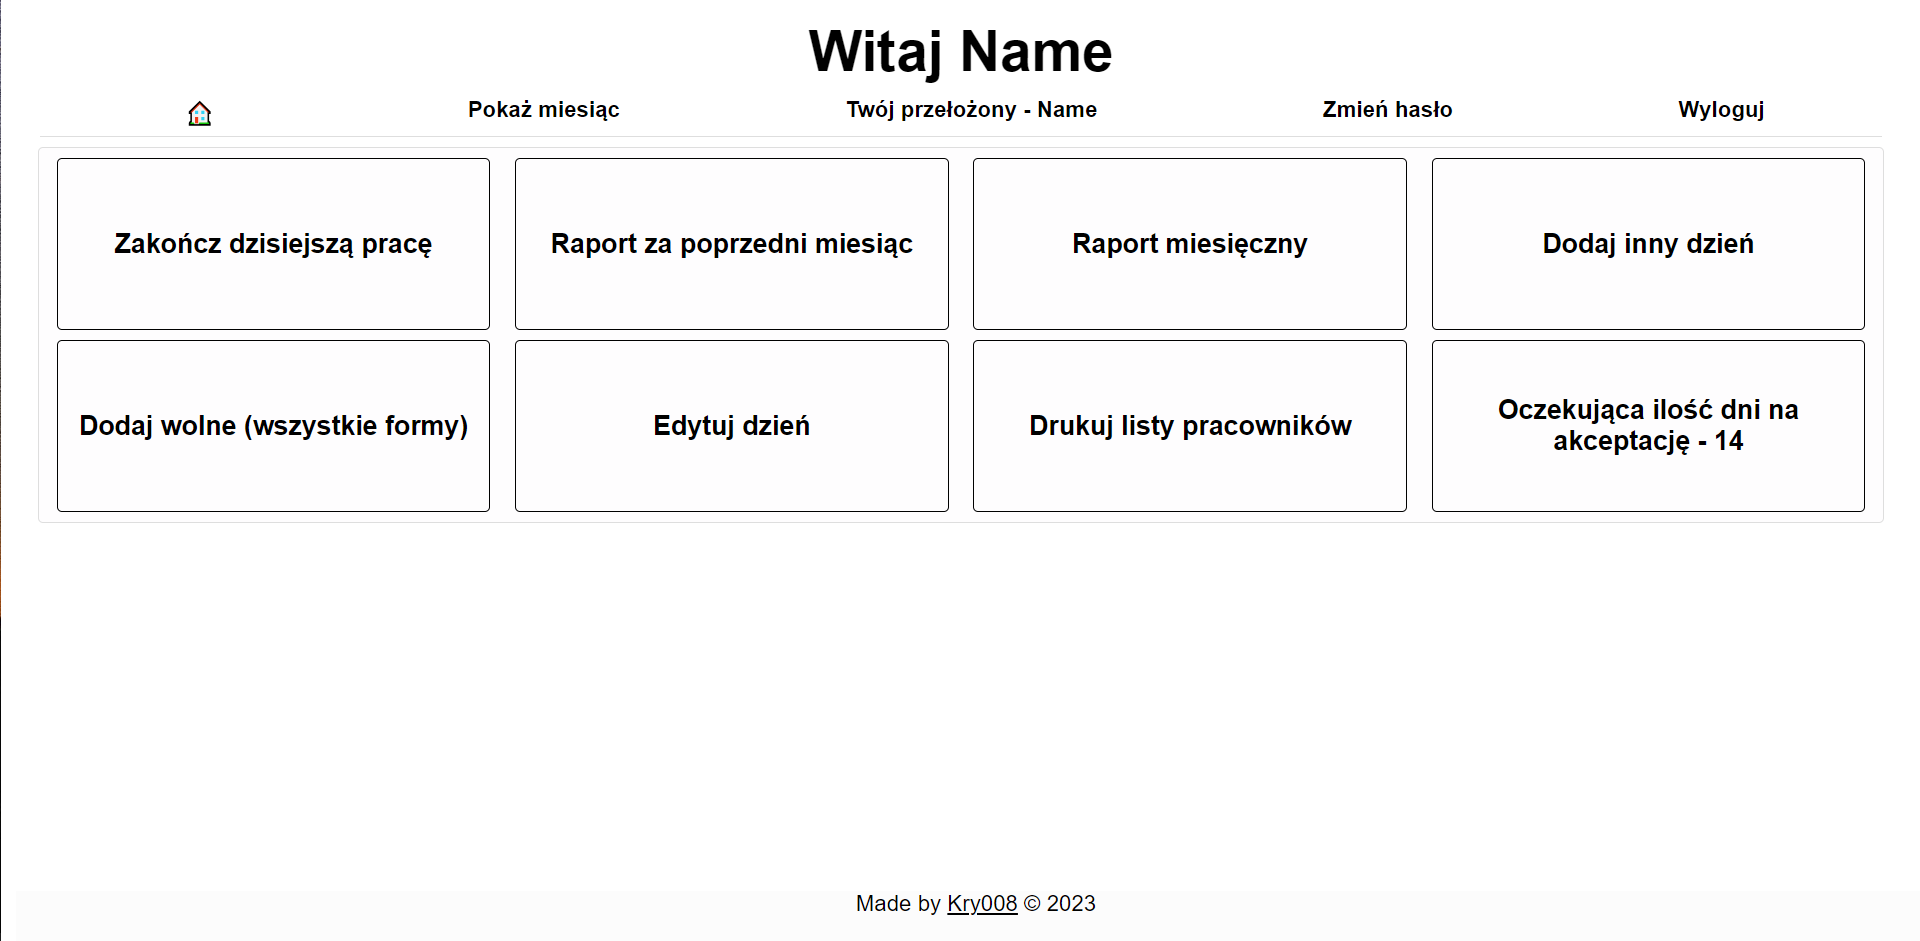 Witaj Name
Pokaż miesiąc
Twój przełożony - Name
Zmień hasło
Wyloguj
Zakończ dzisiejszą pracę
Raport za poprzedni miesiąc
Raport miesięczny
Dodaj inny dzień
Dodaj wolne (wszystkie formy)
Edytuj dzień
Drukuj listy pracowników
Oczekująca ilość dni na
akceptację - 14
Made by Kry008 © 2023